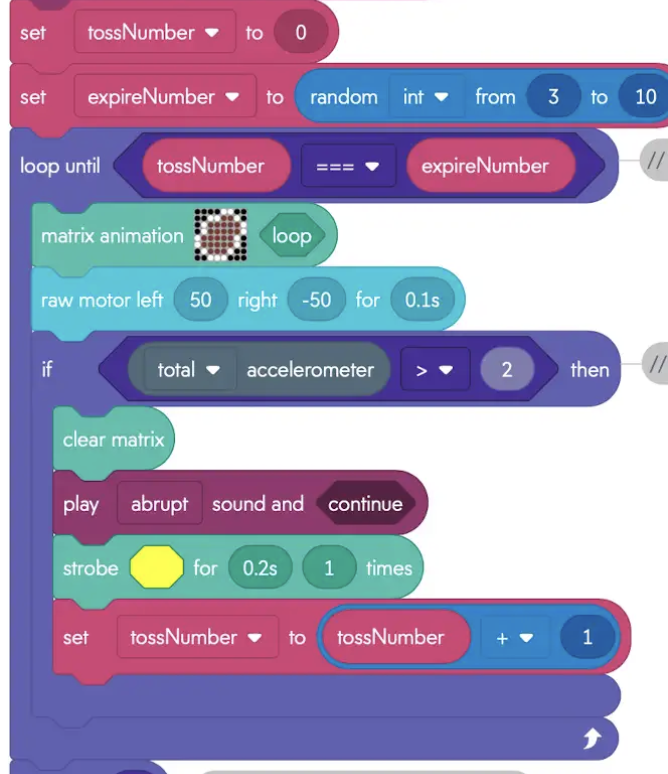 set tossNumber to 0
set expireNumber to random int from 3 to 10
loop until tossNumber === expireNumber //
matrix animation loop
raw motor left 50 right -50 for 0.1s
if total accelerometer > 2 then //
clear matrix
play abrupt sound and continue
strobe for 0.2s 1 times
set tossNumber to tossNumber + 1